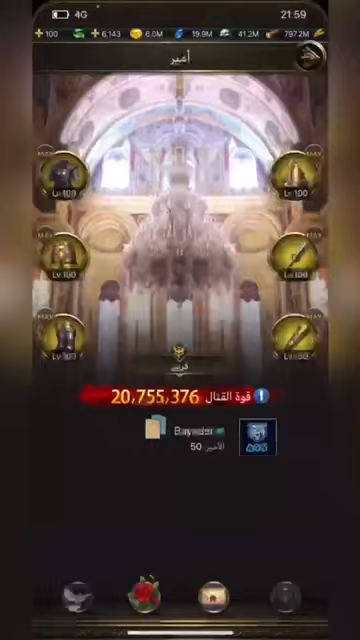 4G 21:59
+100 +6,143 6.0M 19.9M 41.2M 797.2M
أمير
MAX MAX
Lv.100 Lv.100
MAX MAX
Lv.100 Lv.100
MAX MAX
Lv.100
قوة القتال 20,755,376
الأمير 50